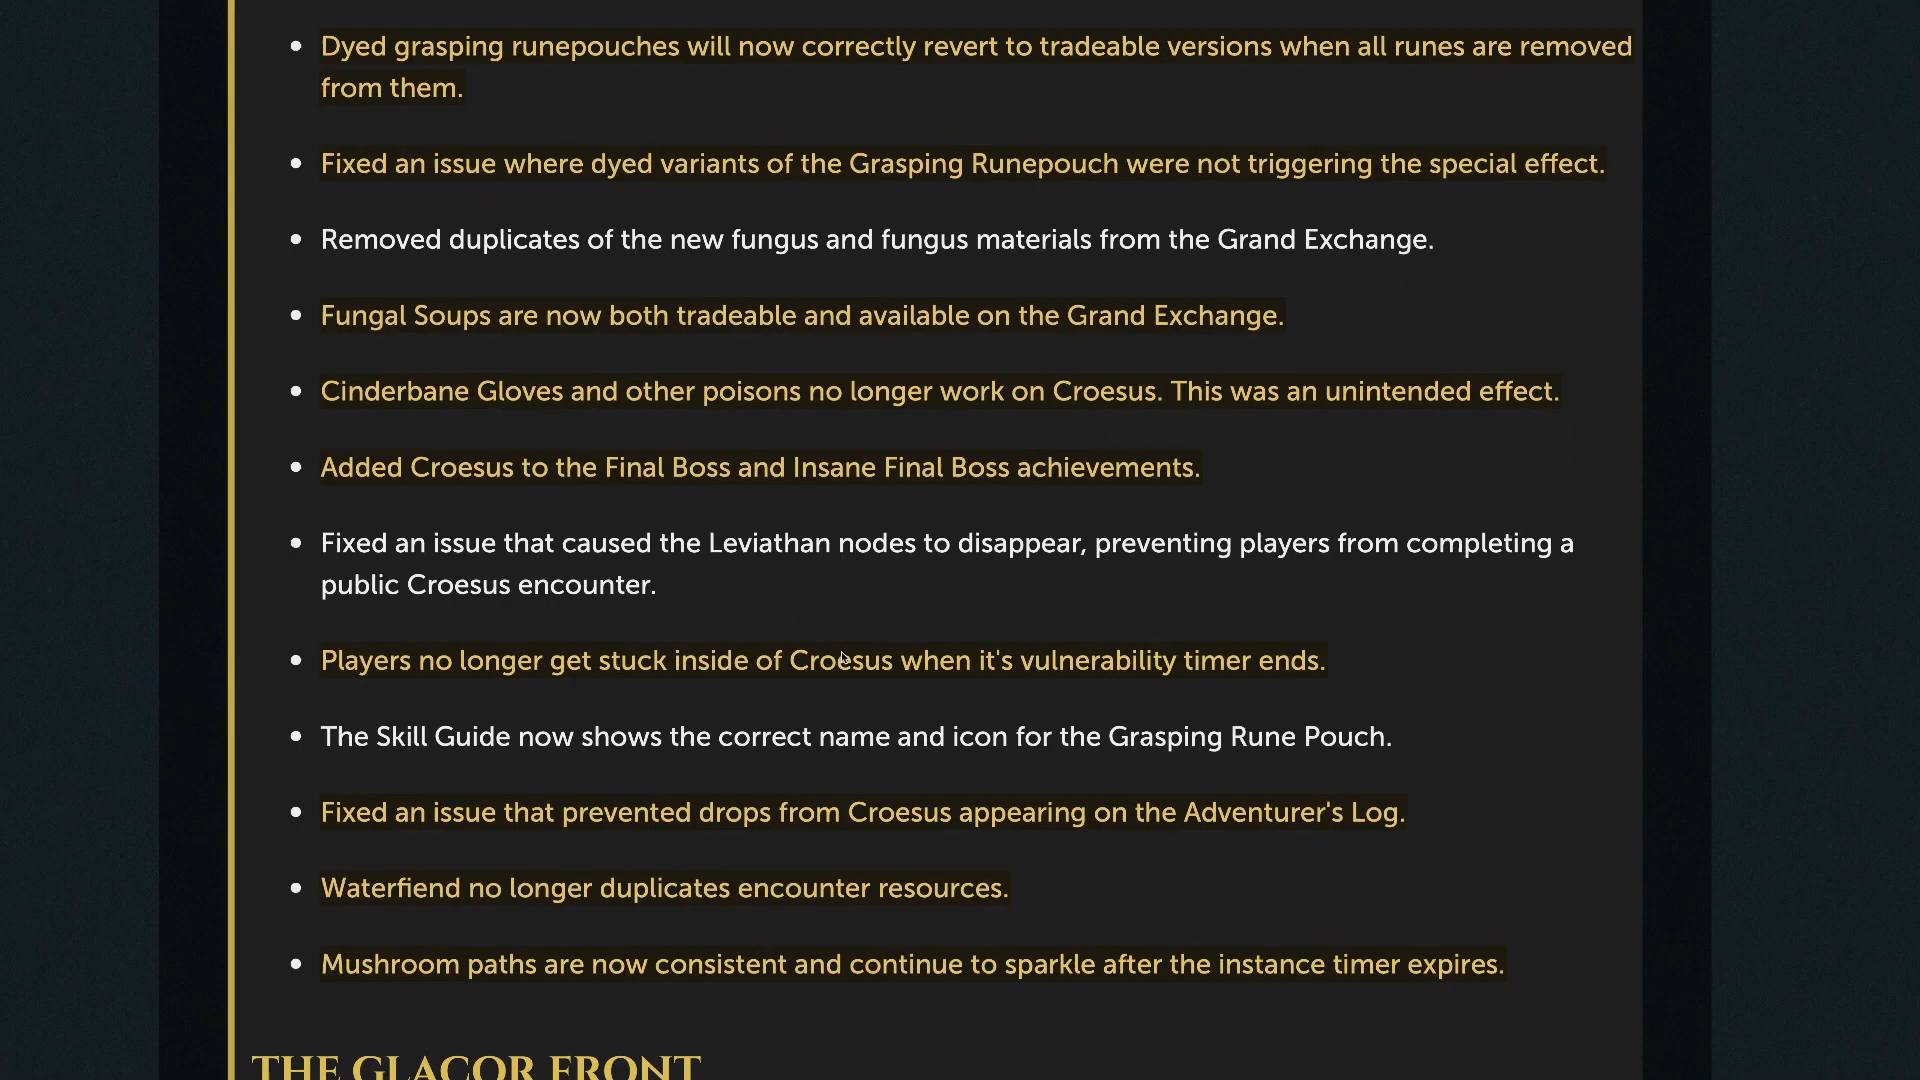 Dyed grasping runepouches will now correctly revert to tradeable versions when all runes are removed
from them.
Fixed an issue where dyed variants of the Grasping Runepouch were not triggering the special effect.
Removed duplicates of the new fungus and fungus materials from the Grand Exchange.
Fungal Soups are now both tradeable and available on the Grand Exchange.
Cinderbane Gloves and other poisons no longer work on Croesus. This was an unintended effect.
Added Croesus to the Final Boss and Insane Final Boss achievements.
Fixed an issue that caused the Leviathan nodes to disappear, preventing players from completing a
public Croesus encounter.
Players no longer get stuck inside of Croesus when it's vulnerability timer ends.
The Skill Guide now shows the correct name and icon for the Grasping Rune Pouch.
Fixed an issue that prevented drops from Croesus appearing on the Adventurer's Log.
Waterfiend no longer duplicates encounter resources.
Mushroom paths are now consistent and continue to sparkle after the instance timer expires.
THE GLACOR FRONT